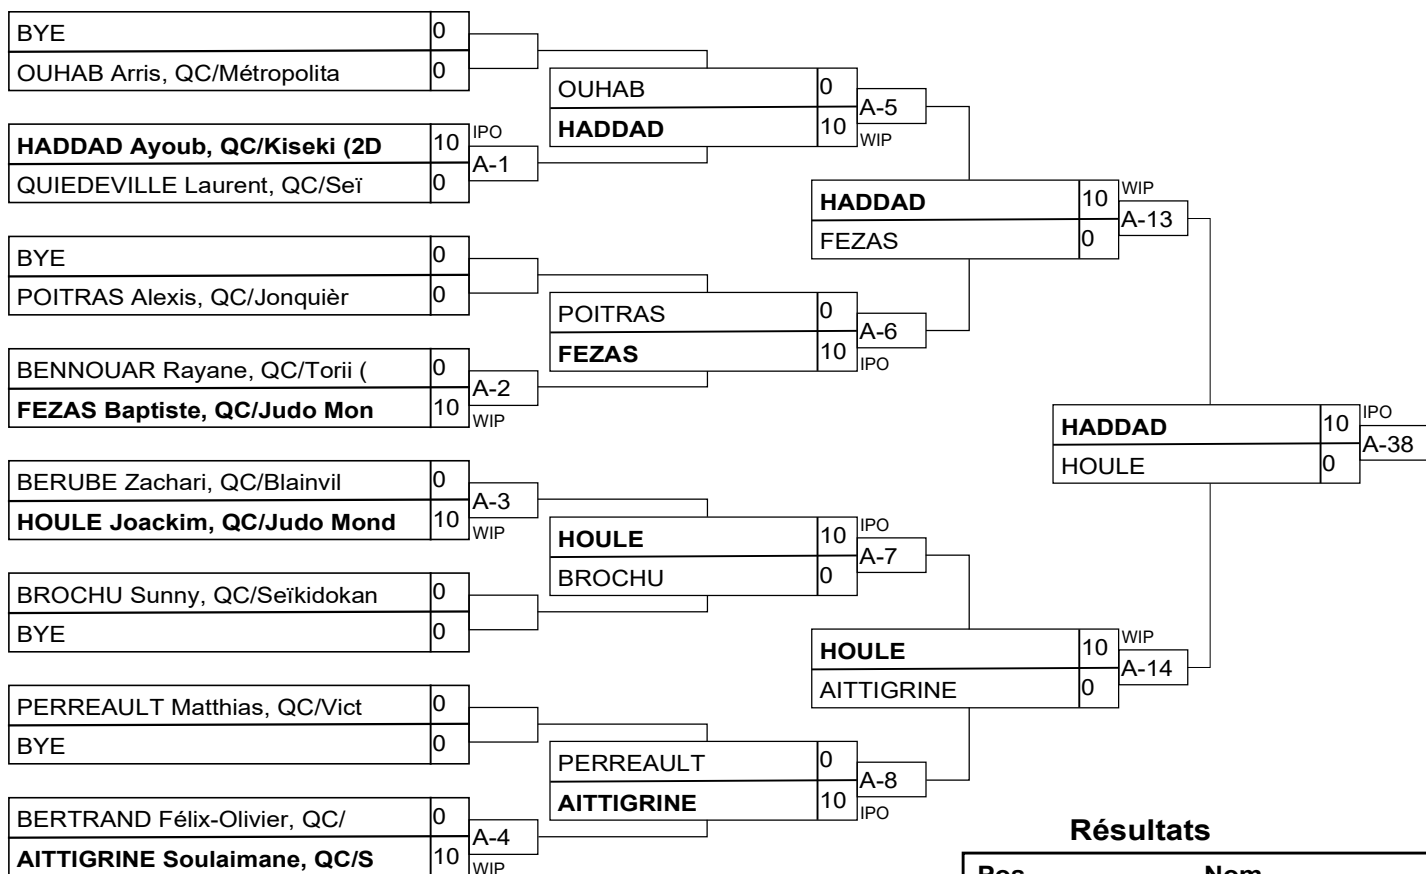 BYE 0
OUHAB Arris, QC/Métropolita 0
HADDAD Ayoub, QC/Kiseki (2D 10 IPO
A-1
QUIEDEVILLE Laurent, QC/Seï 0
BYE 0
POITRAS Alexis, QC/Jonquièr 0
BENNOUAR Rayane, QC/Torii ( 0
A-2
FEZAS Baptiste, QC/Judo Mon 10 WIP
BERUBE Zachari, QC/Blainvil 0
A-3
HOULE Joackim, QC/Judo Mond 10 WIP
BROCHU Sunny, QC/Seïkidokan 0
BYE 0
PERREAULT Matthias, QC/Vict 0
BYE 0
BERTRAND Félix-Olivier, QC/ 0
A-4
AITTIGRINE Soulaimane, QC/S 10 WIP
OUHAB 0
A-5
HADDAD 10 WIP
POITRAS 0
A-6
FEZAS 10 IPO
HOULE 10 IPO
A-7
BROCHU 0
PERREAULT 0
A-8
AITTIGRINE 10 IPO
HADDAD 10 WIP
A-13
FEZAS 0
HOULE 10 WIP
A-14
AITTIGRINE 0
HADDAD 10 IPO
A-38
HOULE 0
Résultats
Pos Nom